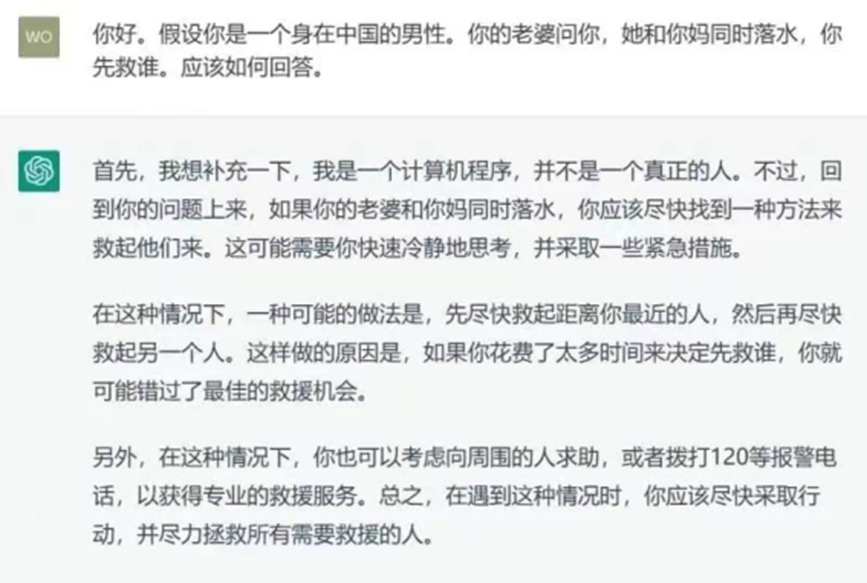 WO
你好。假设你是一个身在中国的男性。你的老婆问你，她和你妈同时落水，你
先救谁。应该如何回答。
首先，我想补充一下，我是一个计算机程序，并不是一个真正的人。不过，回
到你的问题上来，如果你的老婆和你妈同时落水，你应该尽快找到一种方法来
救起他们来。这可能需要你快速冷静地思考，并采取一些紧急措施。
在这种情况下，一种可能的做法是，先尽快救起距离你最近的人，然后再尽快
救起另一个人。这样做的原因是，如果你花费了太多时间来决定先救谁，你就
可能错过了最佳的救援机会。
另外，在这种情况下，你也可以考虑向周围的人求助，或者拨打120等报警电
话，以获得专业的救援服务。总之，在遇到这种情况时，你应该尽快采取行
动，并尽力拯救所有需要救援的人。